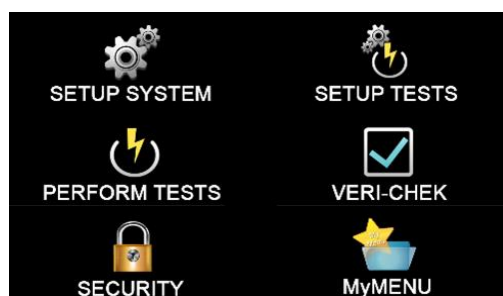 SETUP SYSTEM
SETUP TESTS
PERFORM TESTS
VERI-CHEK
SECURITY
MyMENU